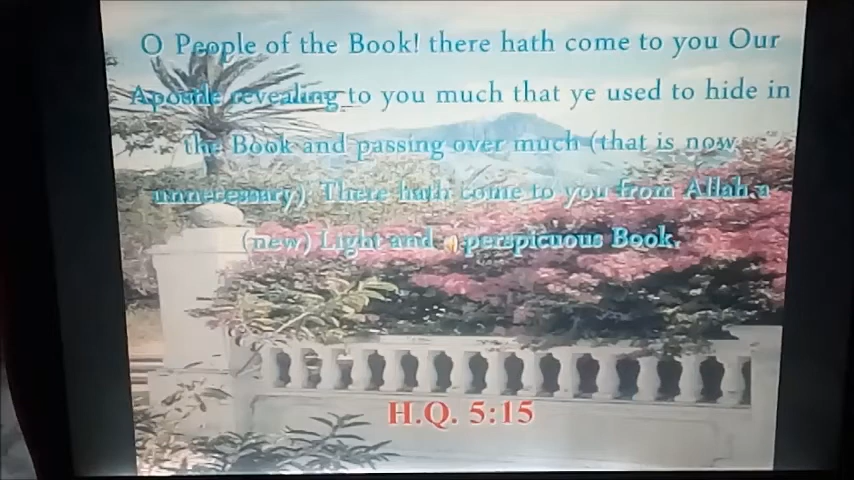 O People of the Book! there hath come to you Our
Apostle revealing to you much that ye used to hide in
the Book and passing over much (that is now
unnecessary). There hath come to you from Allah a
(new) Light and a perspicuous Book.
H.Q. 5:15